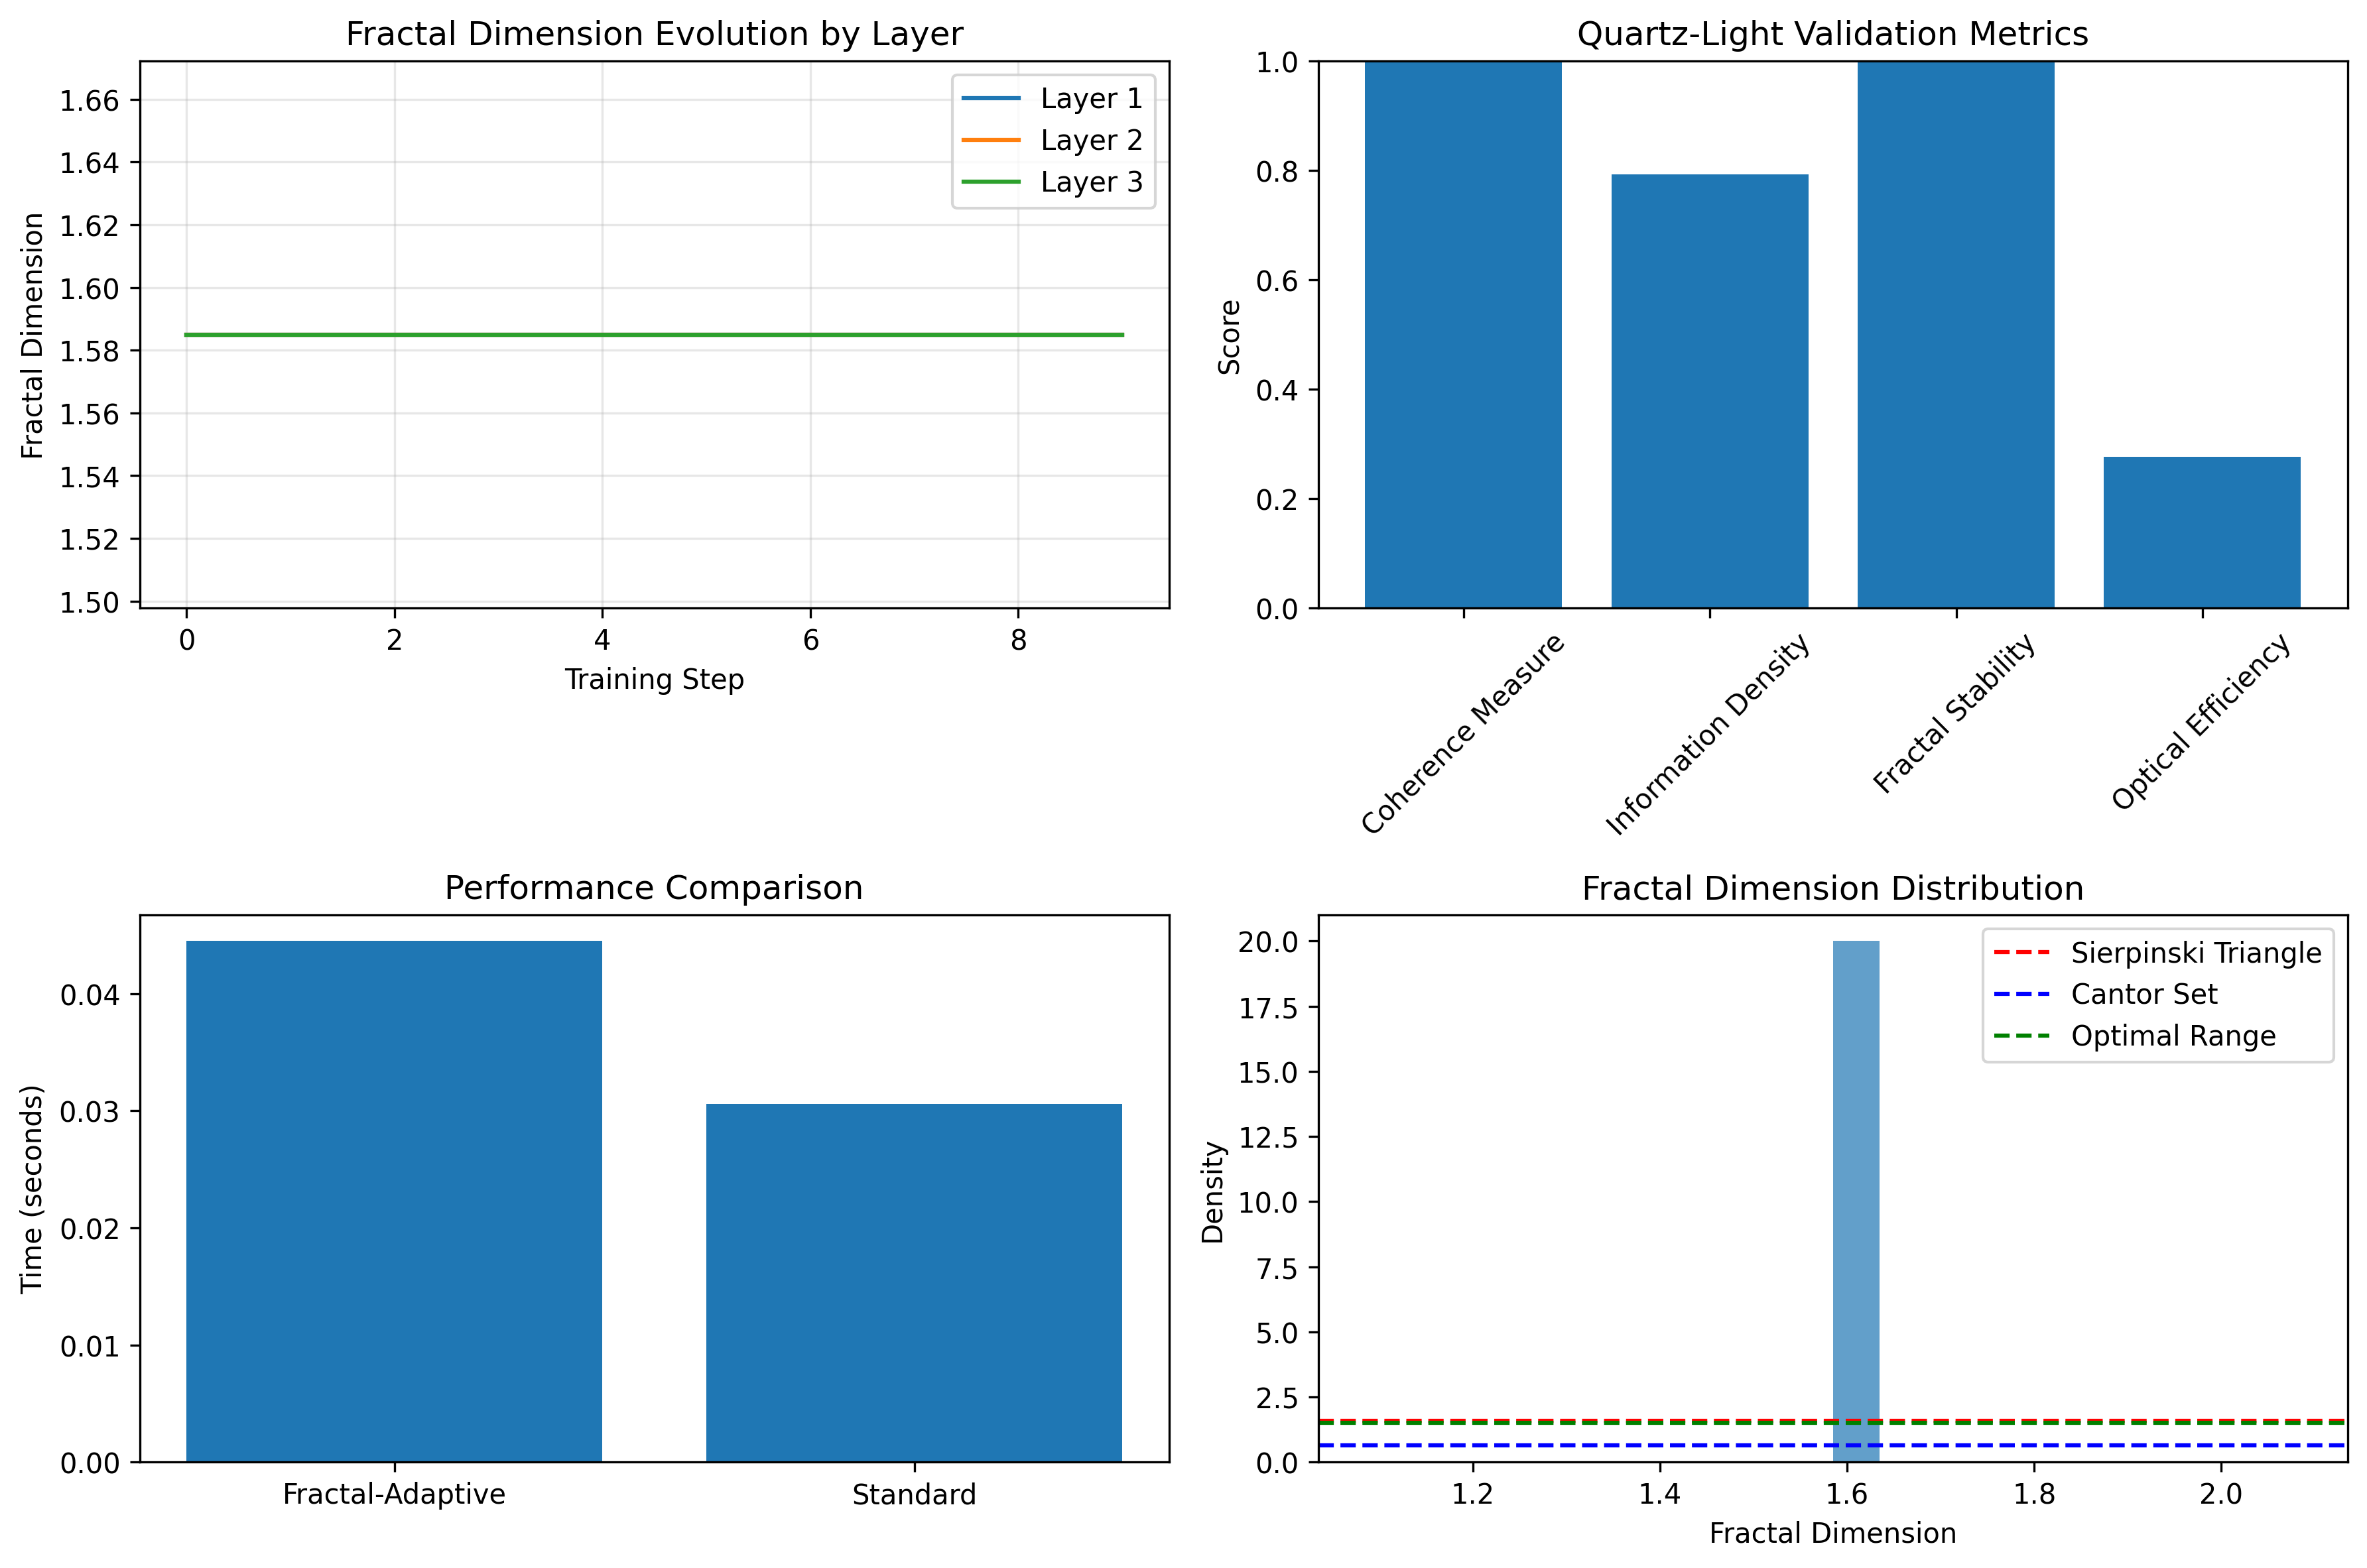 Fractal Dimension Evolution by Layer
Fractal Dimension
1.66
1.64
1.62
1.60
1.58
1.56
1.54
1.52
1.50
Layer 1
Layer 2
Layer 3
0 2 4 6 8
Training Step
Quartz-Light Validation Metrics
Score
1.0
0.8
0.6
0.4
0.2
0.0
Coherence Measure
Information Density
Fractal Stability
Optical Efficiency
Performance Comparison
Time (seconds)
0.04
0.03
0.02
0.01
0.00
Fractal-Adaptive Standard
Fractal Dimension Distribution
Density
20.0
17.5
15.0
12.5
10.0
7.5
5.0
2.5
0.0
Sierpinski Triangle
Cantor Set
Optimal Range
1.2 1.4 1.6 1.8 2.0
Fractal Dimension